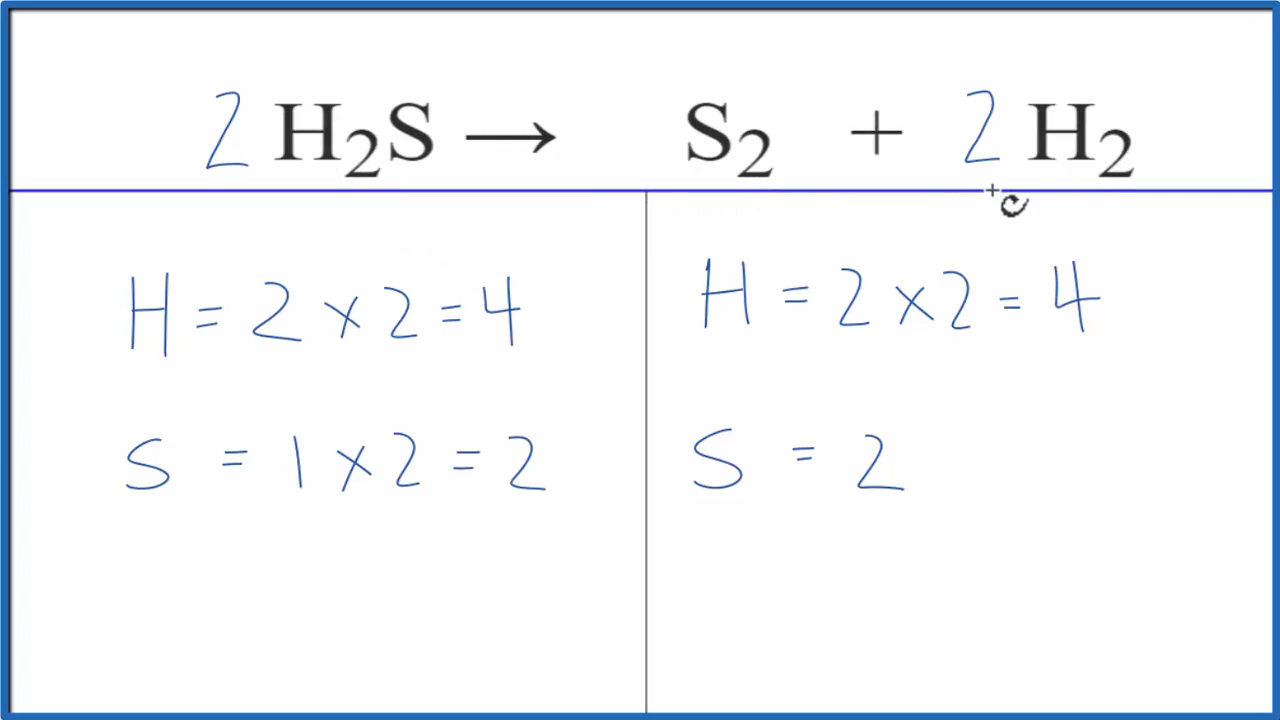 2 H₂S → S₂ + 2 H₂
H = 2 x 2 = 4
H = 2 x 2 = 4
S = 1 x 2 = 2
S = 2